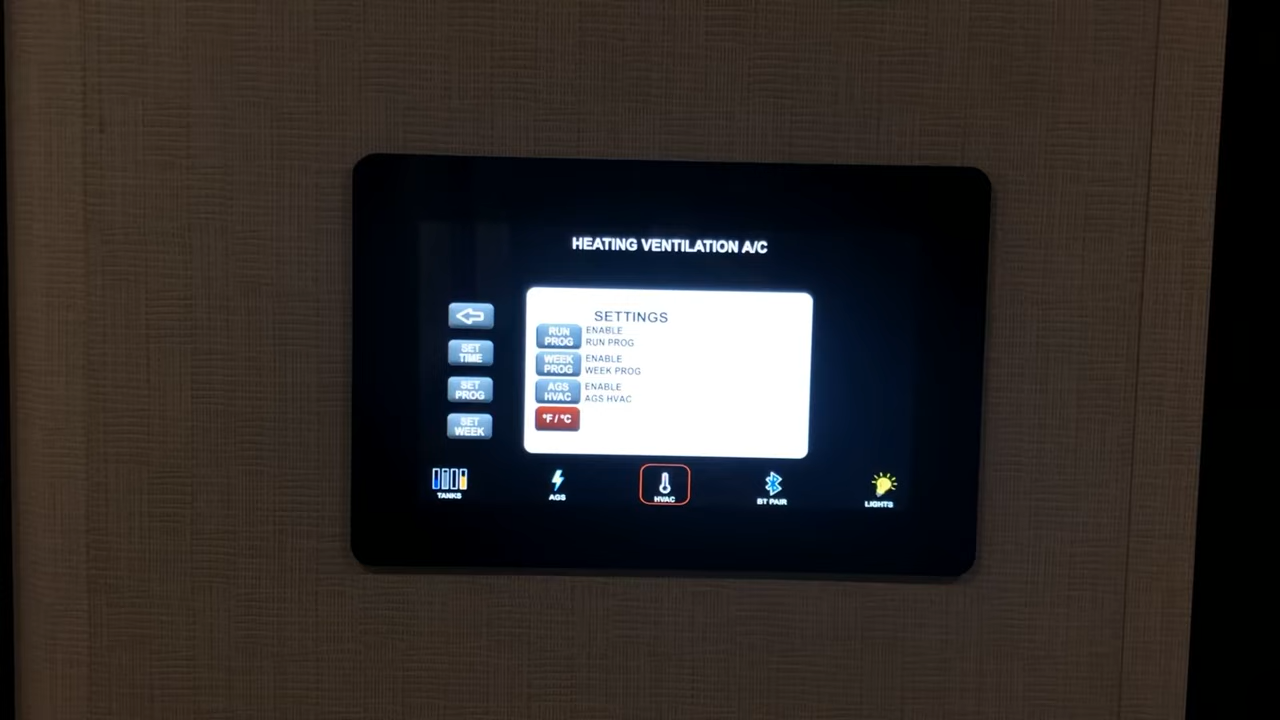 HEATING VENTILATION A/C
SETTINGS
SET
TIME
SET
PROG
SET
WEEK
RUN
PROG
ENABLE
RUN PROG
WEEK
PROG
ENABLE
WEEK PROG
AGS
HVAC
ENABLE
AGS HVAC
°F / °C
TANKS
AGS
HVAC
BT PAIR
LIGHTS